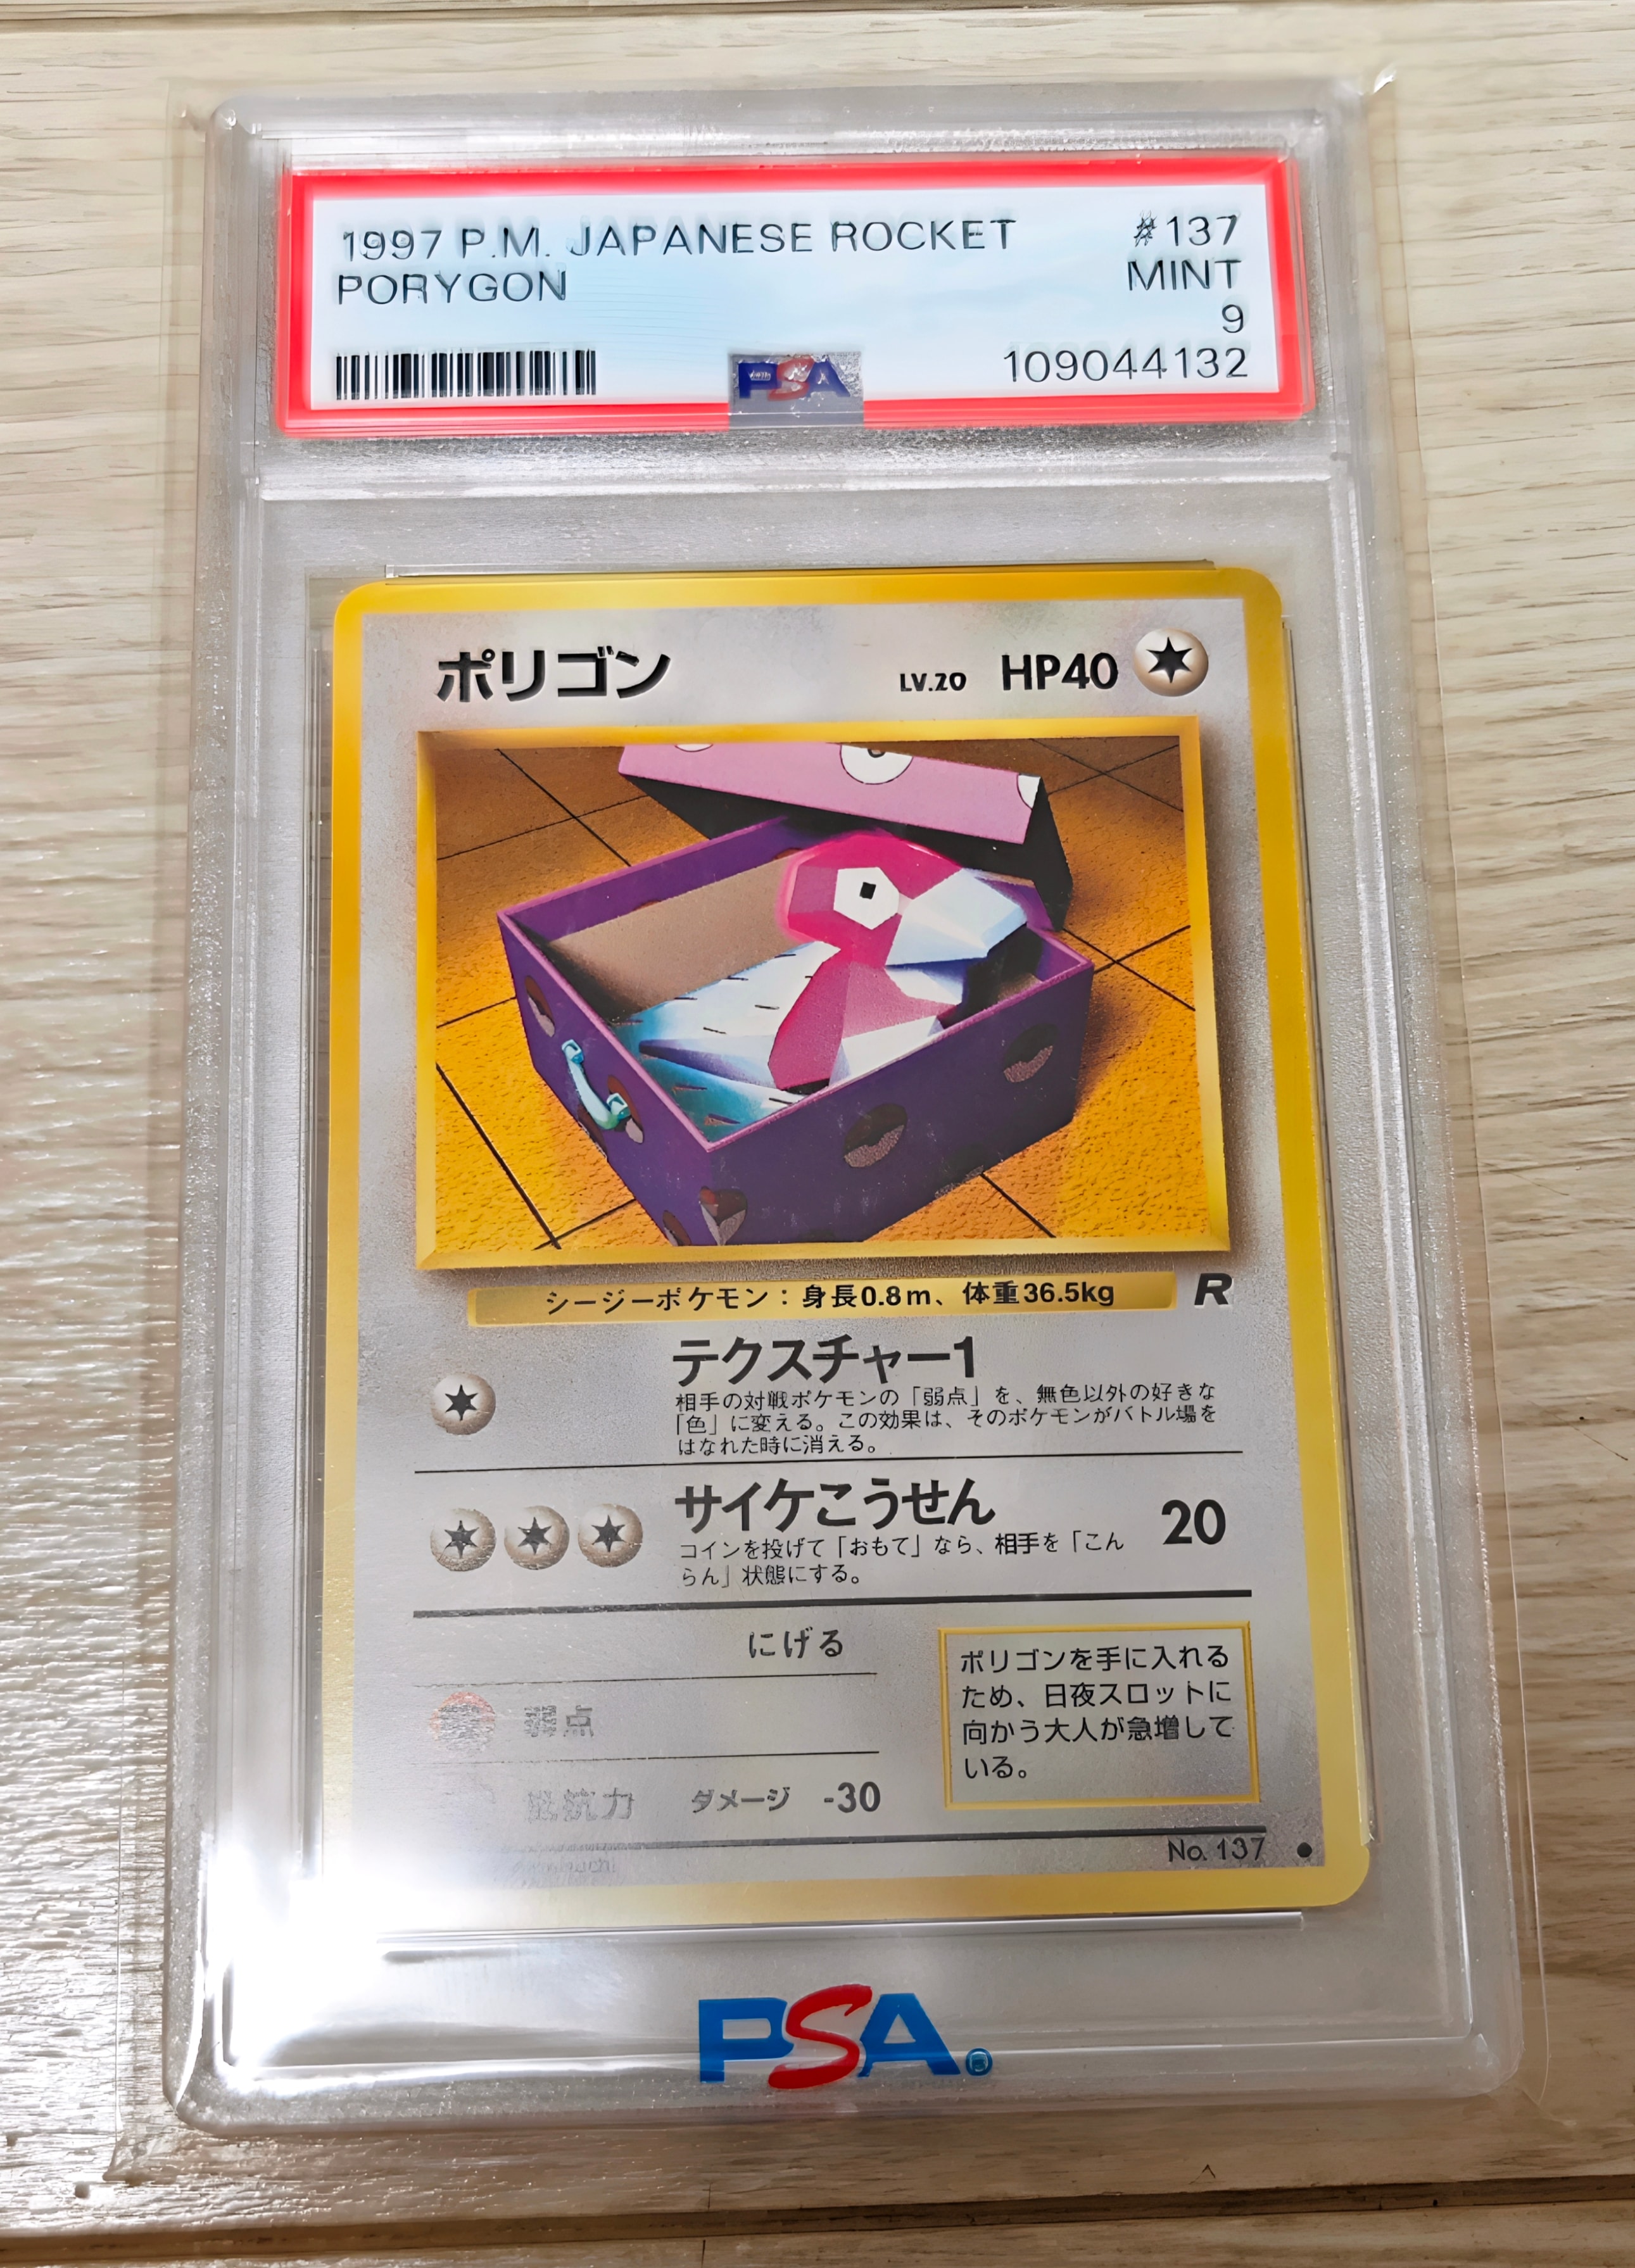 1997 P.M. JAPANESE ROCKET #137
PORYGON MINT
9
PSA 109044132
ポリゴン LV.20 HP40
シージーポケモン：身長0.8m、体重36.5kg R
テクスチャー1
相手の対戦ポケモンの「弱点」を、無色以外の好きな
「色」に変える。この効果は、そのポケモンがバトル場を
はなれた時に消える。
サイケこうせん 20
コインを投げて「おもて」なら、相手を「こん
らん」状態にする。
にげる
弱点
抵抗力 ダメージ -30
ポリゴンを手に入れる
ため、日夜スロットに
向かう大人が急増して
いる。
No. 137
PSA®